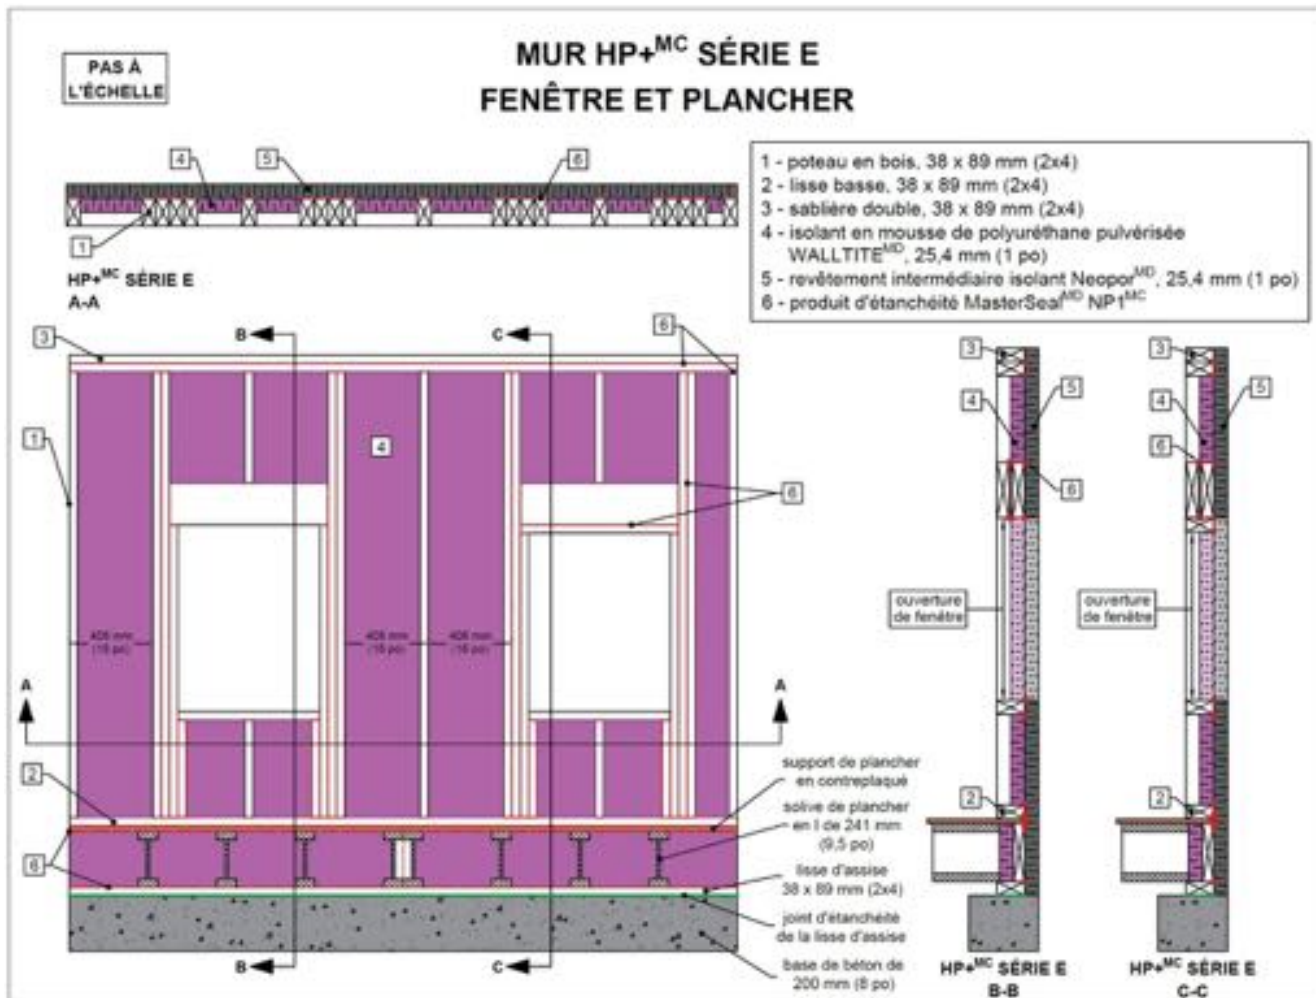 PAS À
L'ÉCHELLE
MUR HP+MC SÉRIE E
FENÊTRE ET PLANCHER
4
5
6
1
1 - poteau en bois, 38 x 89 mm (2x4)
2 - lisse basse, 38 x 89 mm (2x4)
3 - sablière double, 38 x 89 mm (2x4)
4 - isolant en mousse de polyuréthane pulvérisée
WALLTITEMD, 25,4 mm (1 po)
5 - revêtement intermédiaire isolant NeoporMD, 25,4 mm (1 po)
6 - produit d'étanchéité MasterSealMD NP1MC
HP+MC SÉRIE E
A-A
B
C
3
6
1
4
6
406 mm
(16 po)
406 mm
(16 po)
406 mm
(16 po)
A
A
2
6
support de plancher
en contreplaqué
solive de plancher
en I de 241 mm
(9,5 po)
lisse d'assise
38 x 89 mm (2x4)
joint d'étanchéité
de la lisse d'assise
base de béton de
200 mm (8 po)
B
C
3
4
5
6
ouverture
de fenêtre
2
HP+MC SÉRIE E
B-B
3
4
5
6
ouverture
de fenêtre
2
HP+MC SÉRIE E
C-C